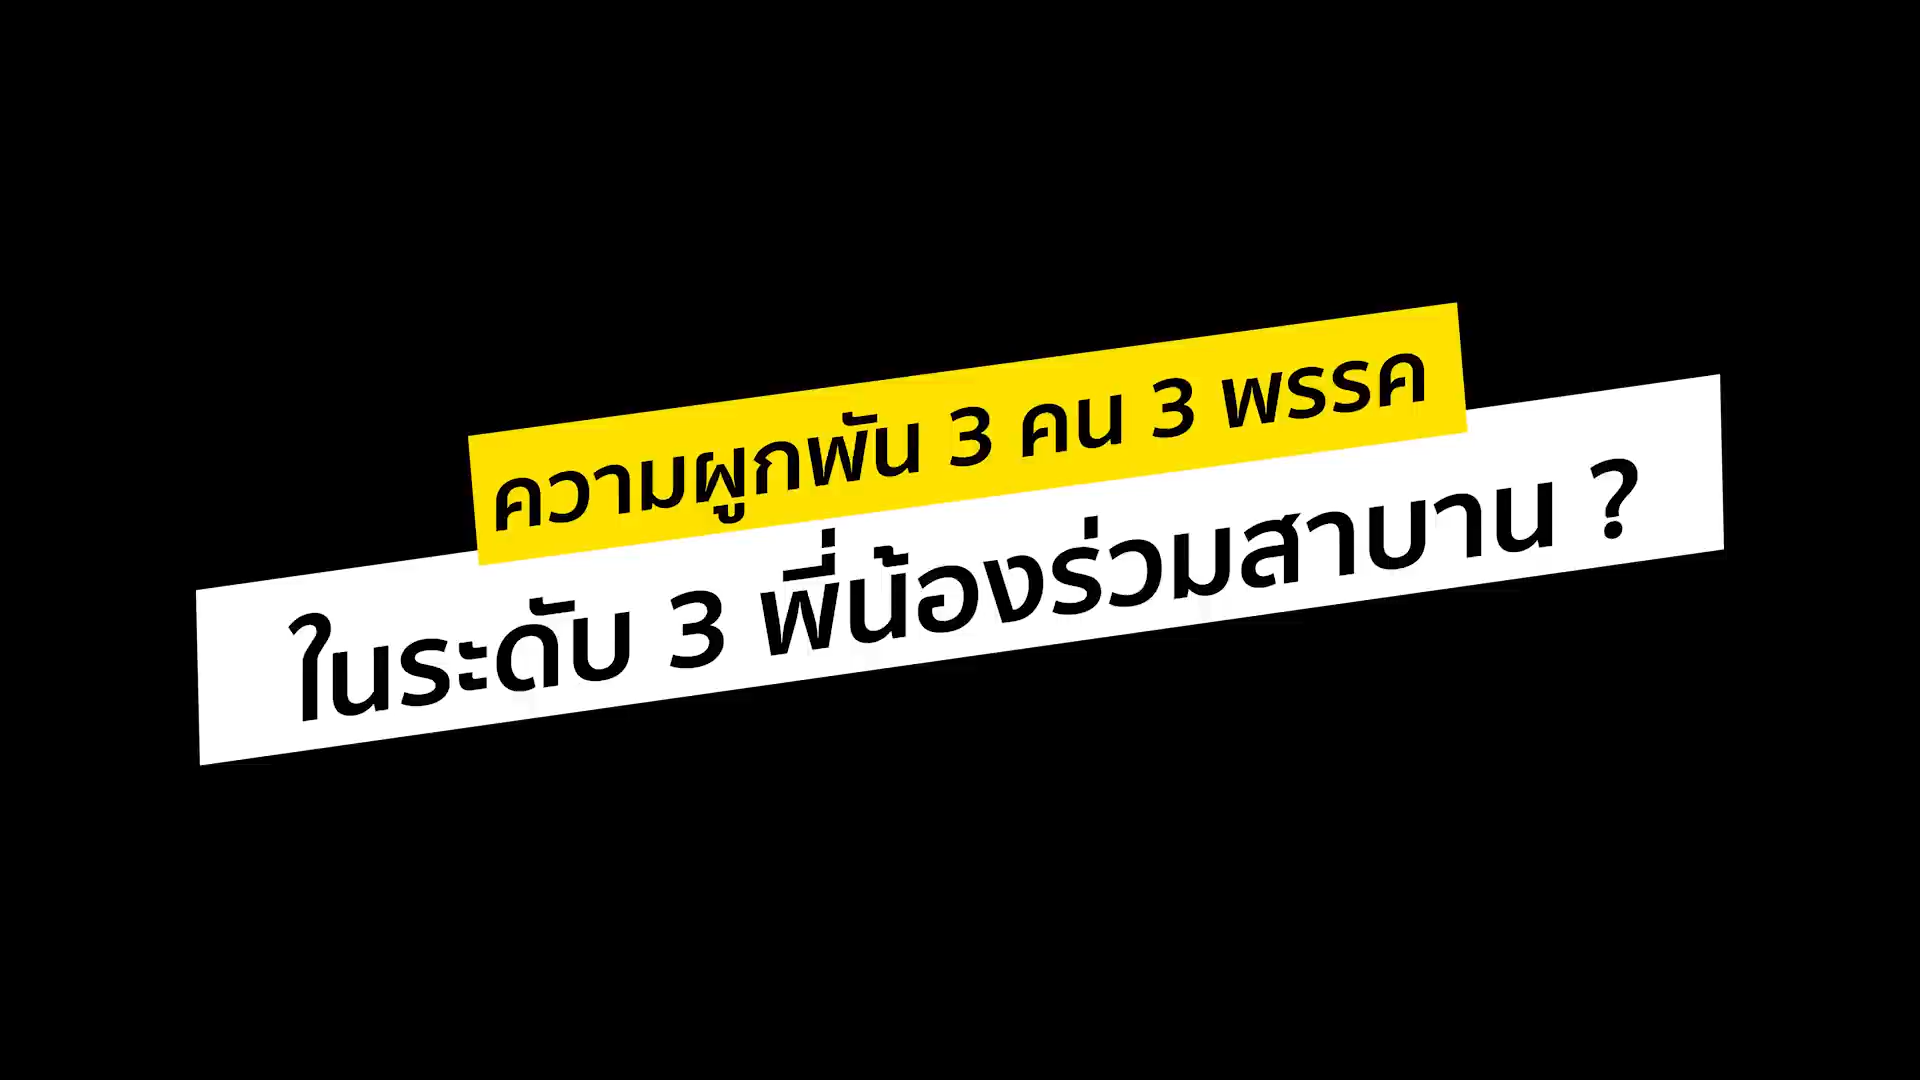 ความผูกพัน 3 คน 3 พรรค
ในระดับ 3 พี่น้องร่วมสาบาน ?